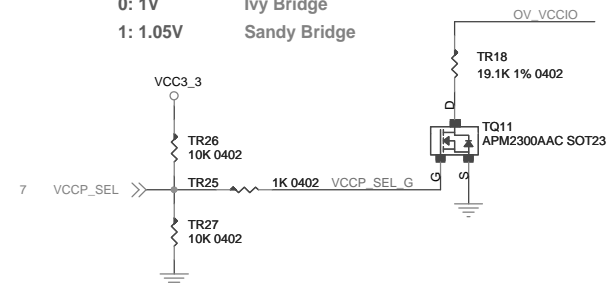 0: 1V Ivy Bridge
1: 1.05V Sandy Bridge
OV_VCCIO
TR18
19.1K 1% 0402
VCC3_3
D
TQ11
APM2300AAC SOT23
TR26
10K 0402
G
S
7 VCCP_SEL TR25 1K 0402 VCCP_SEL_G
TR27
10K 0402